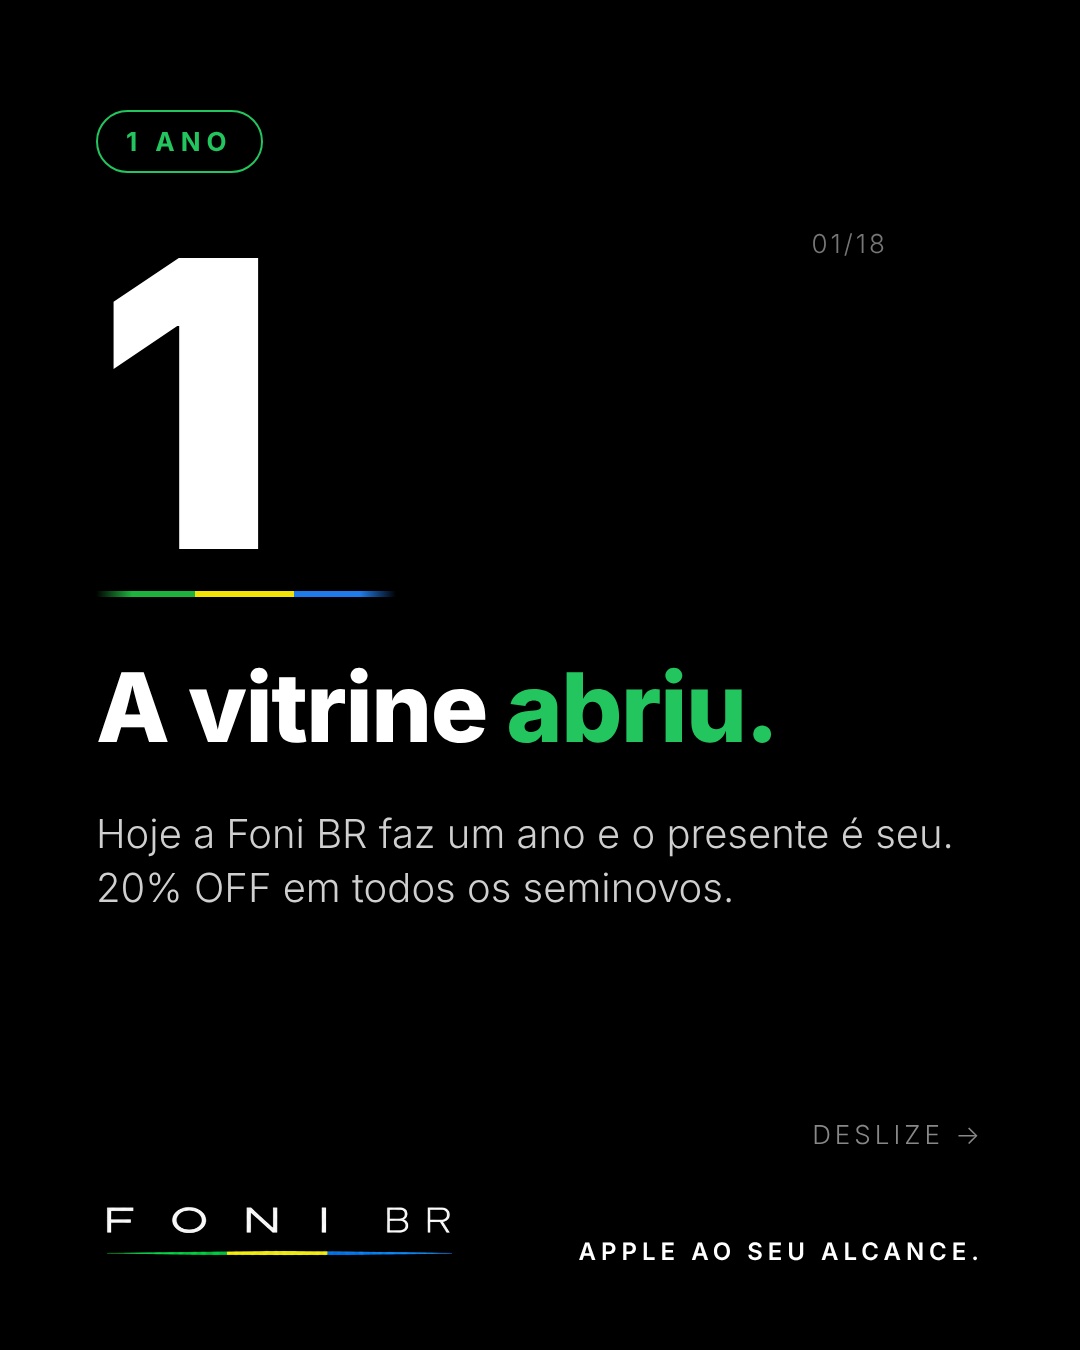 1 ANO
01/18
1
A vitrine abriu.
Hoje a Foni BR faz um ano e o presente é seu.
20% OFF em todos os seminovos.
DESLIZE →
FONI BR
APPLE AO SEU ALCANCE.